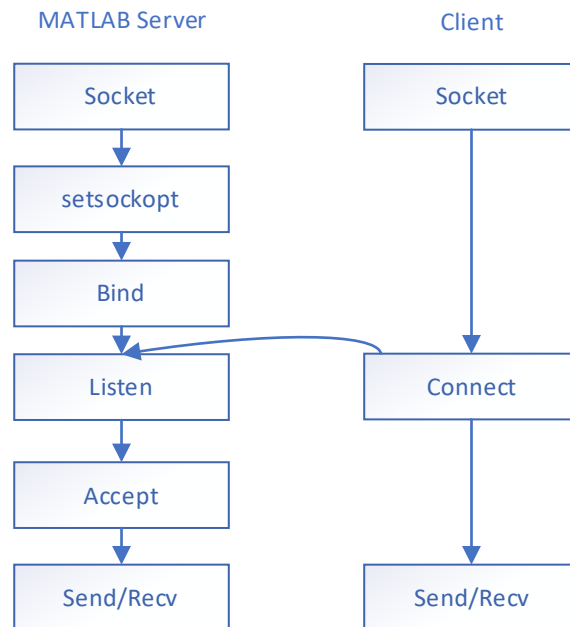 MATLAB Server
Client
Socket
Socket
setsockopt
Bind
Listen
Connect
Accept
Send/Recv
Send/Recv